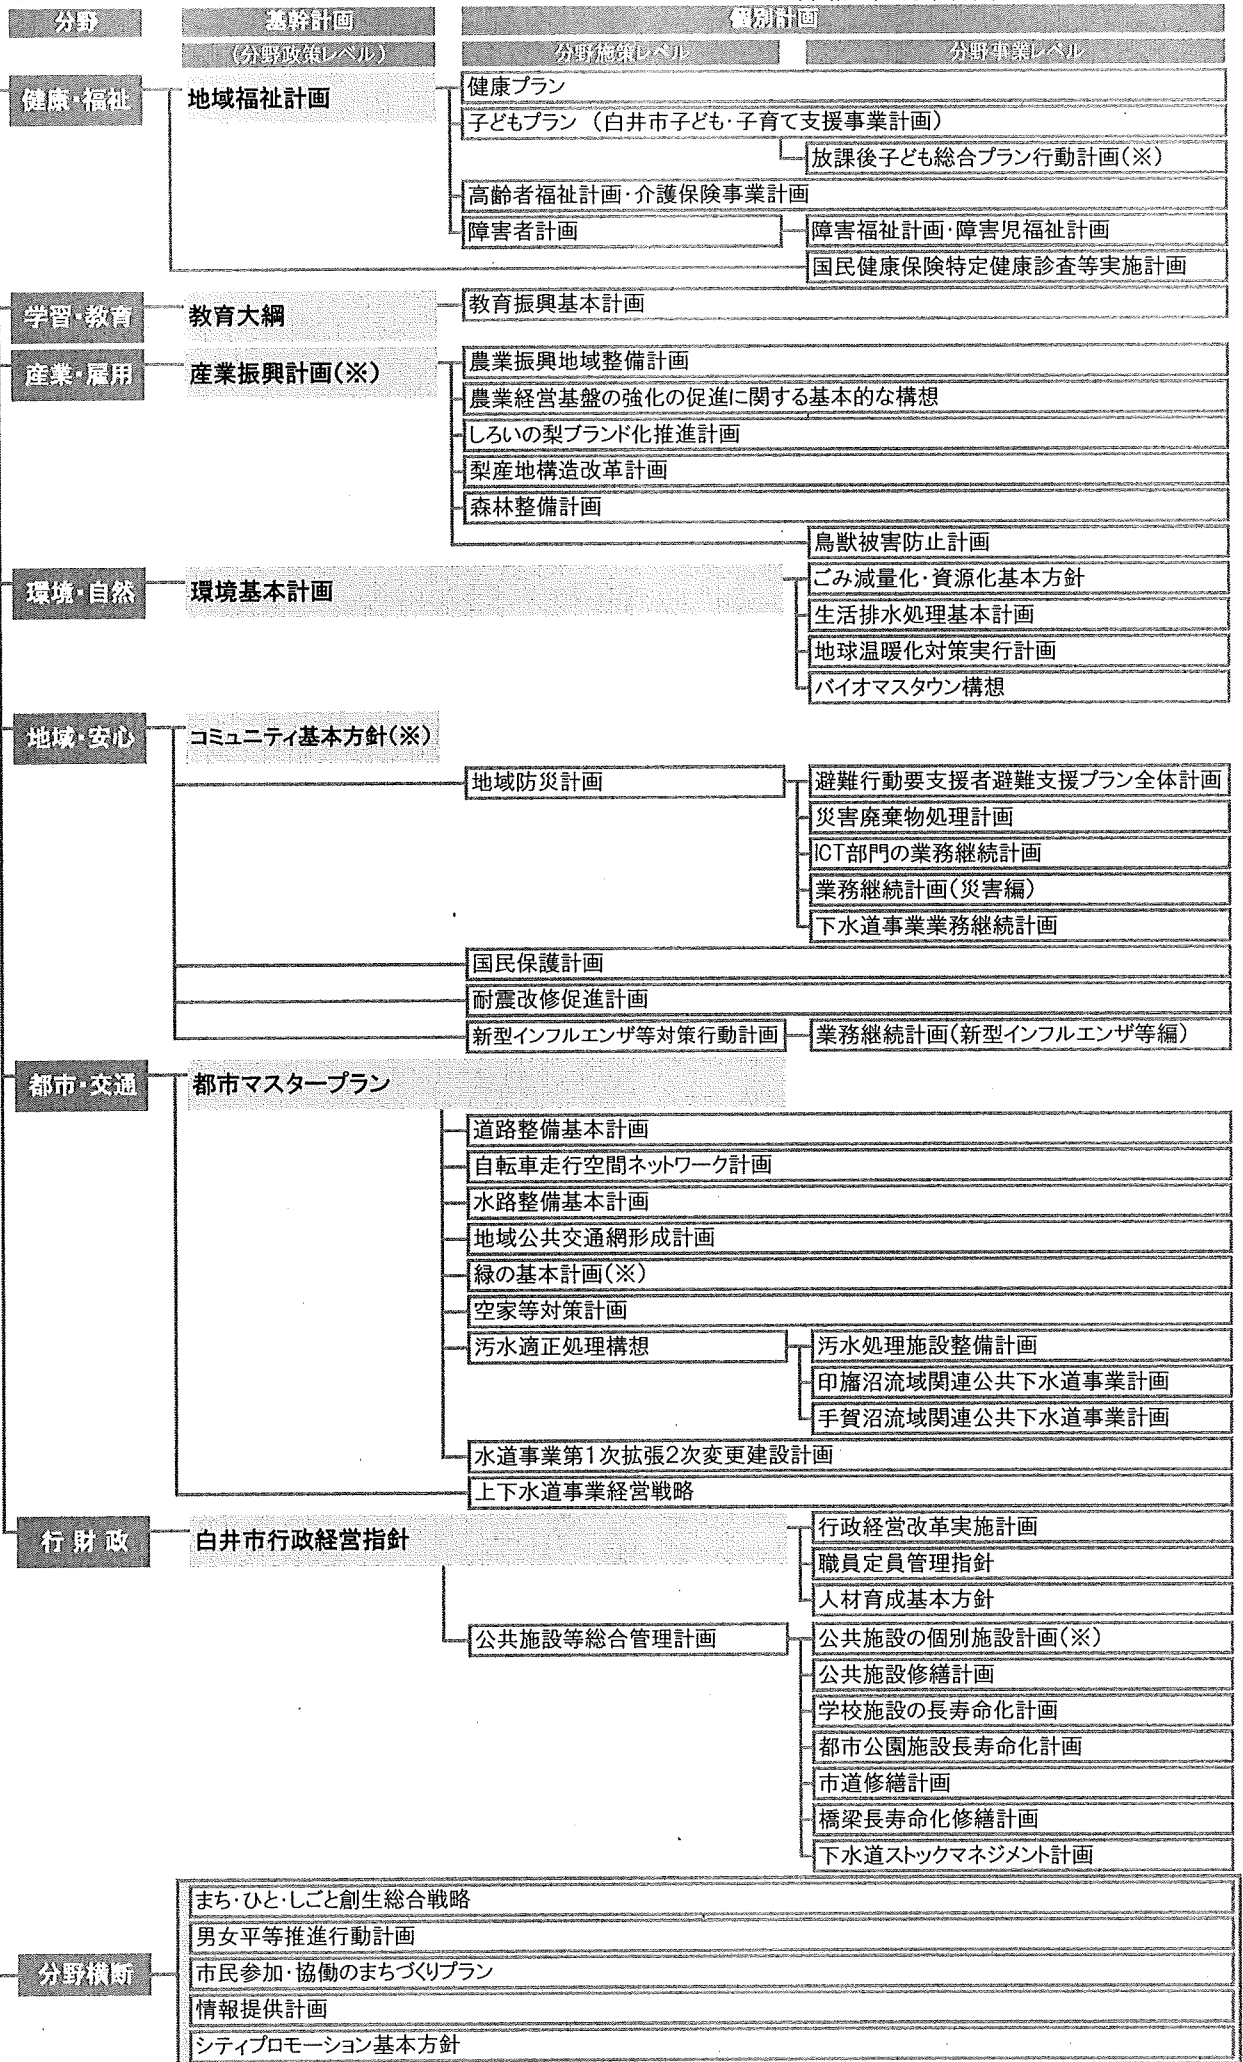 分野 基幹計画 個別計画
(分野政策レベル) 分野施策レベル 分野事業レベル
健康・福祉 地域福祉計画 健康プラン
子どもプラン (白井市子ども・子育て支援事業計画)
放課後子ども総合プラン行動計画(※)
高齢者福祉計画・介護保険事業計画
障害者計画 障害福祉計画・障害児福祉計画
国民健康保険特定健康診査等実施計画
学習・教育 教育大綱 教育振興基本計画
産業・雇用 産業振興計画(※) 農業振興地域整備計画
農業経営基盤の強化の促進に関する基本的な構想
しろいの梨ブランド化推進計画
梨産地構造改革計画
森林整備計画
鳥獣被害防止計画
環境・自然 環境基本計画 ごみ減量化・資源化基本方針
生活排水処理基本計画
地球温暖化対策実行計画
バイオマスタウン構想
地域・安心 コミュニティ基本方針(※)
地域防災計画 避難行動要支援者避難支援プラン全体計画
災害廃棄物処理計画
ICT部門の業務継続計画
業務継続計画(災害編)
下水道事業業務継続計画
国民保護計画
耐震改修促進計画
新型インフルエンザ等対策行動計画 業務継続計画(新型インフルエンザ等編)
都市・交通 都市マスタープラン
道路整備基本計画
自転車走行空間ネットワーク計画
水路整備基本計画
地域公共交通網形成計画
緑の基本計画(※)
空家等対策計画
汚水適正処理構想 汚水処理施設整備計画
印旛沼流域関連公共下水道事業計画
手賀沼流域関連公共下水道事業計画
水道事業第1次拡張2次変更建設計画
上下水道事業経営戦略
行財政 白井市行政経営指針 行政経営改革実施計画
職員定員管理指針
人材育成基本方針
公共施設等総合管理計画 公共施設の個別施設計画(※)
公共施設修繕計画
学校施設の長寿命化計画
都市公園施設長寿命化計画
市道修繕計画
橋梁長寿命化修繕計画
下水道ストックマネジメント計画
まち・ひと・しごと創生総合戦略
男女平等推進行動計画
分野横断 市民参加・協働のまちづくりプラン
情報提供計画
シティプロモーション基本方針